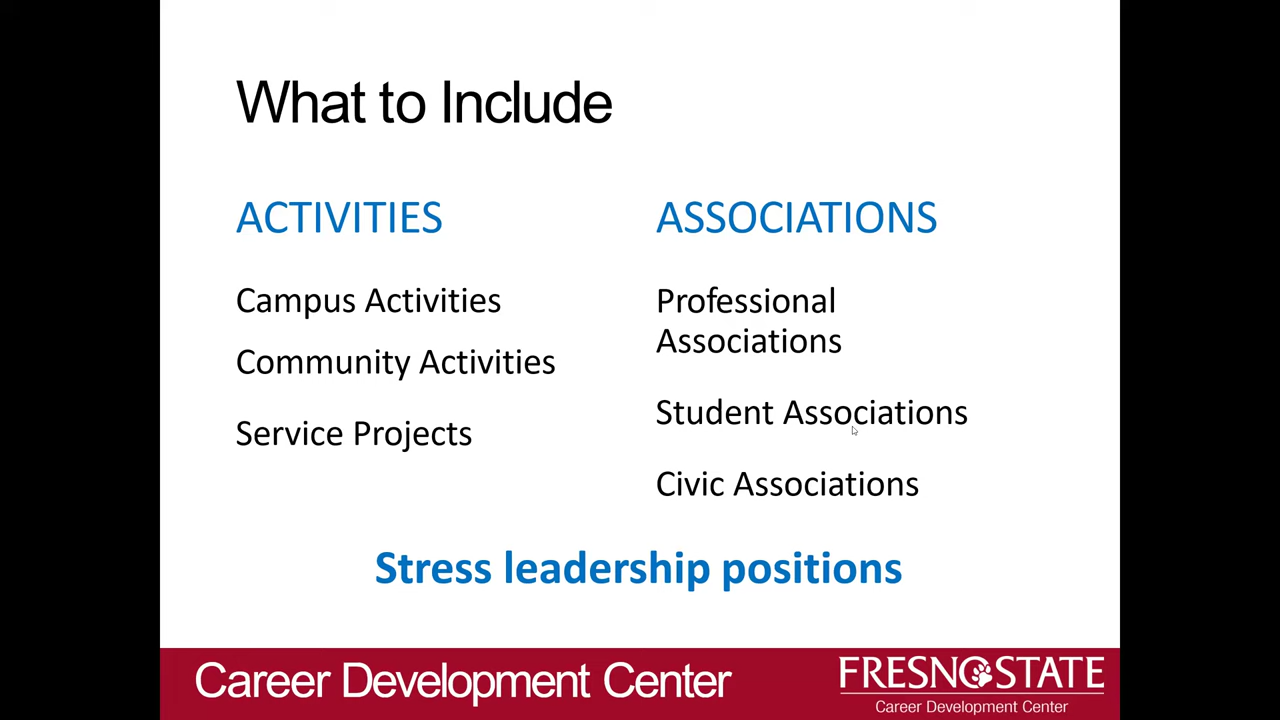 What to Include
ACTIVITIES
Campus Activities
Community Activities
Service Projects
ASSOCIATIONS
Professional
Associations
Student Associations
Civic Associations
Stress leadership positions
Career Development Center
FRESNO STATE
Career Development Center